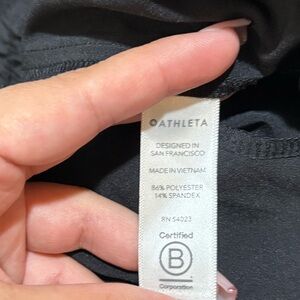 ATHLETA
DESIGNED IN
SAN FRANCISCO
MADE IN VIETNAM
86% POLYESTER
14% SPANDEX
RN 54023
Certified
B
Corporation